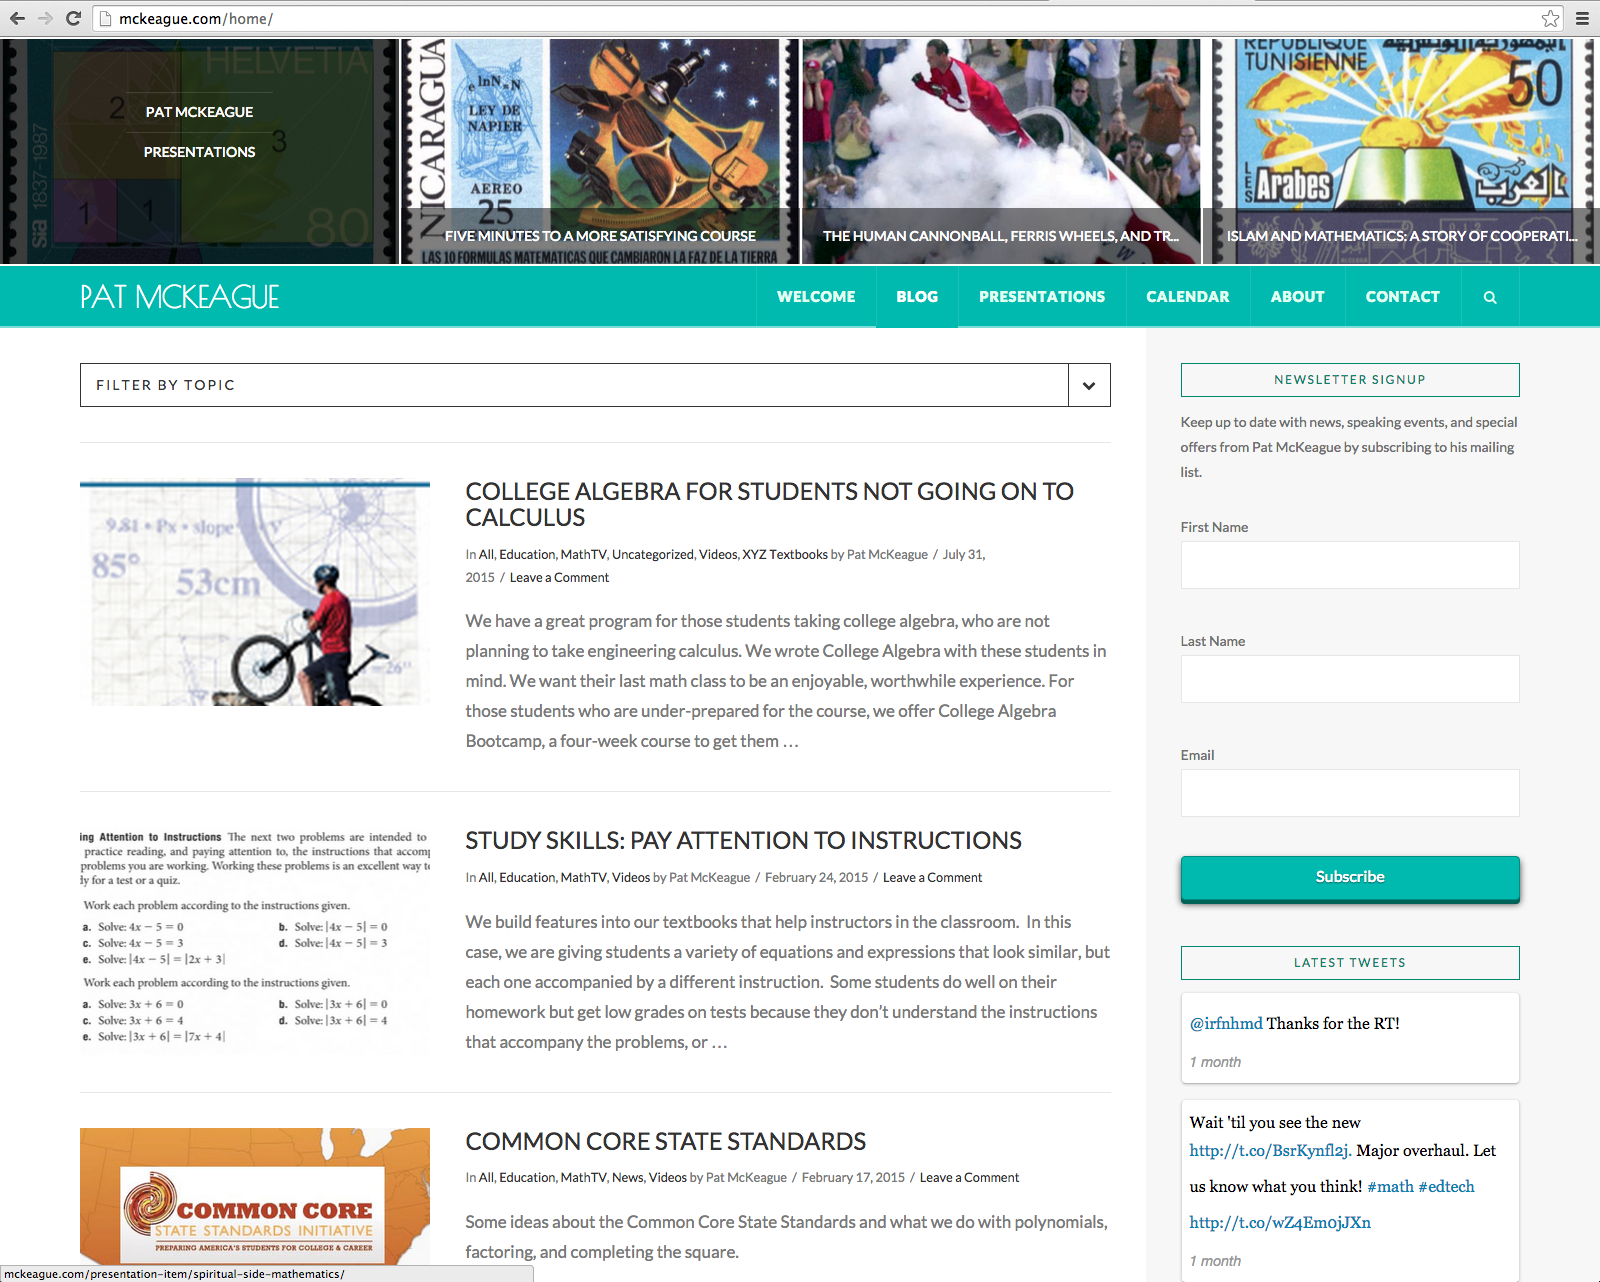 mckeague.com/home/
HELVETIA
2
3
1
1
80
sia 1837-1987
PAT MCKEAGUE
PRESENTATIONS
NICARAGUA
LEY DE
NAPIER
AEREO
25
FIVE MINUTES TO A MORE SATISFYING COURSE
LAS 10 FORMULAS MATEMATICAS QUE CAMBIARON LA FAZ DE LA TIERRA
THE HUMAN CANNONBALL, FERRIS WHEELS, AND TR...
REPUBLIQUE
TUNISIENNE
50
LES
Arabes
ISLAM AND MATHEMATICS: A STORY OF COOPERATI...
PAT MCKEAGUE
WELCOME
BLOG
PRESENTATIONS
CALENDAR
ABOUT
CONTACT
FILTER BY TOPIC
9.81 • Px • slope
V
85°
53cm
= 26"
COLLEGE ALGEBRA FOR STUDENTS NOT GOING ON TO
CALCULUS
In All, Education, MathTV, Uncategorized, Videos, XYZ Textbooks by Pat McKeague / July 31,
2015 / Leave a Comment
We have a great program for those students taking college algebra, who are not
planning to take engineering calculus. We wrote College Algebra with these students in
mind. We want their last math class to be an enjoyable, worthwhile experience. For
those students who are under-prepared for the course, we offer College Algebra
Bootcamp, a four-week course to get them …
ing Attention to Instructions The next two problems are intended to
practice reading, and paying attention to, the instructions that accomp
problems you are working. Working these problems is an excellent way to
ly for a test or a quiz.
Work each problem according to the instructions given.
a. Solve: 4x − 5 = 0
b. Solve: |4x − 5| = 0
c. Solve: 4x − 5 = 3
d. Solve: |4x − 5| = 3
e. Solve: |4x − 5| = |2x + 3|
Work each problem according to the instructions given.
a. Solve: 3x + 6 = 0
b. Solve: |3x + 6| = 0
c. Solve: 3x + 6 = 4
d. Solve: |3x + 6| = 4
e. Solve: |3x + 6| = |7x + 4|
STUDY SKILLS: PAY ATTENTION TO INSTRUCTIONS
In All, Education, MathTV, Videos by Pat McKeague / February 24, 2015 / Leave a Comment
We build features into our textbooks that help instructors in the classroom.  In this
case, we are giving students a variety of equations and expressions that look similar, but
each one accompanied by a different instruction.  Some students do well on their
homework but get low grades on tests because they don’t understand the instructions
that accompany the problems, or …
COMMON CORE
STATE STANDARDS INITIATIVE
PREPARING AMERICA'S STUDENTS FOR COLLEGE & CAREER
COMMON CORE STATE STANDARDS
In All, Education, MathTV, News, Videos by Pat McKeague / February 17, 2015 / Leave a Comment
Some ideas about the Common Core State Standards and what we do with polynomials,
factoring, and completing the square.
NEWSLETTER SIGNUP
Keep up to date with news, speaking events, and special
offers from Pat McKeague by subscribing to his mailing
list.
First Name
Last Name
Email
Subscribe
LATEST TWEETS
@irfnhmd Thanks for the RT!
1 month
Wait 'til you see the new
http://t.co/BsrKynfl2j. Major overhaul. Let
us know what you think! #math #edtech
http://t.co/wZ4Em0jJXn
1 month
mckeague.com/presentation-item/spiritual-side-mathematics/